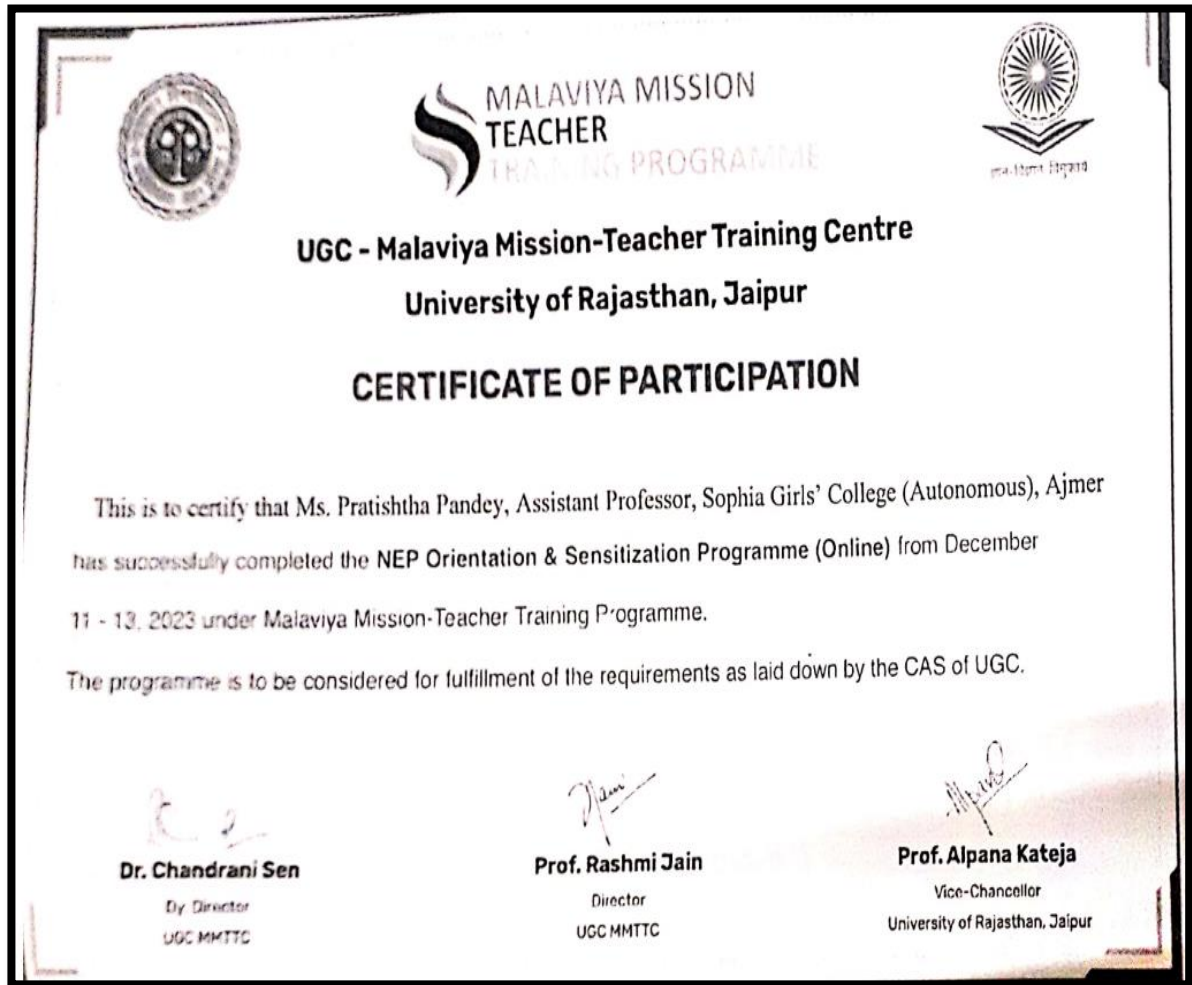 MALAVIYA MISSION
TEACHER
TRAINING PROGRAMME
UGC - Malaviya Mission-Teacher Training Centre
University of Rajasthan, Jaipur
CERTIFICATE OF PARTICIPATION
This is to certify that Ms. Pratishtha Pandey, Assistant Professor, Sophia Girls' College (Autonomous), Ajmer
has successfully completed the NEP Orientation & Sensitization Programme (Online) from December
11 - 13, 2023 under Malaviya Mission-Teacher Training Programme.
The programme is to be considered for fulfillment of the requirements as laid down by the CAS of UGC.
Dr. Chandrani Sen
Dy. Director
UGC MMTTC
Prof. Rashmi Jain
Director
UGC MMTTC
Prof. Alpana Kateja
Vice-Chancellor
University of Rajasthan, Jaipur